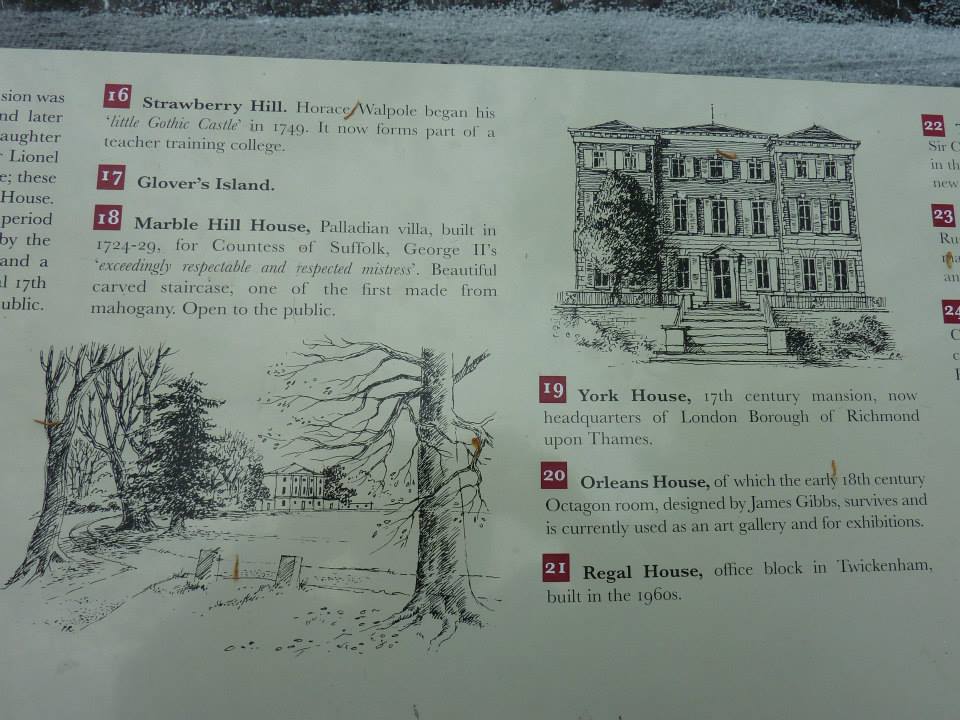 sion was
nd later
aughter
Lionel
e; these
House.
period
by the
and a
17th
ublic.
16 Strawberry Hill. Horace Walpole began his
'little Gothic Castle' in 1749. It now forms part of a
teacher training college.
17 Glover's Island.
18 Marble Hill House, Palladian villa, built in
1724-29, for Countess of Suffolk, George II's
'exceedingly respectable and respected mistress'. Beautiful
carved staircase, one of the first made from
mahogany. Open to the public.
19 York House, 17th century mansion, now
headquarters of London Borough of Richmond
upon Thames.
20 Orleans House, of which the early 18th century
Octagon room, designed by James Gibbs, survives and
is currently used as an art gallery and for exhibitions.
21 Regal House, office block in Twickenham,
built in the 1960s.
22
Sir C
in th
new
23
Ru
ma
an
24